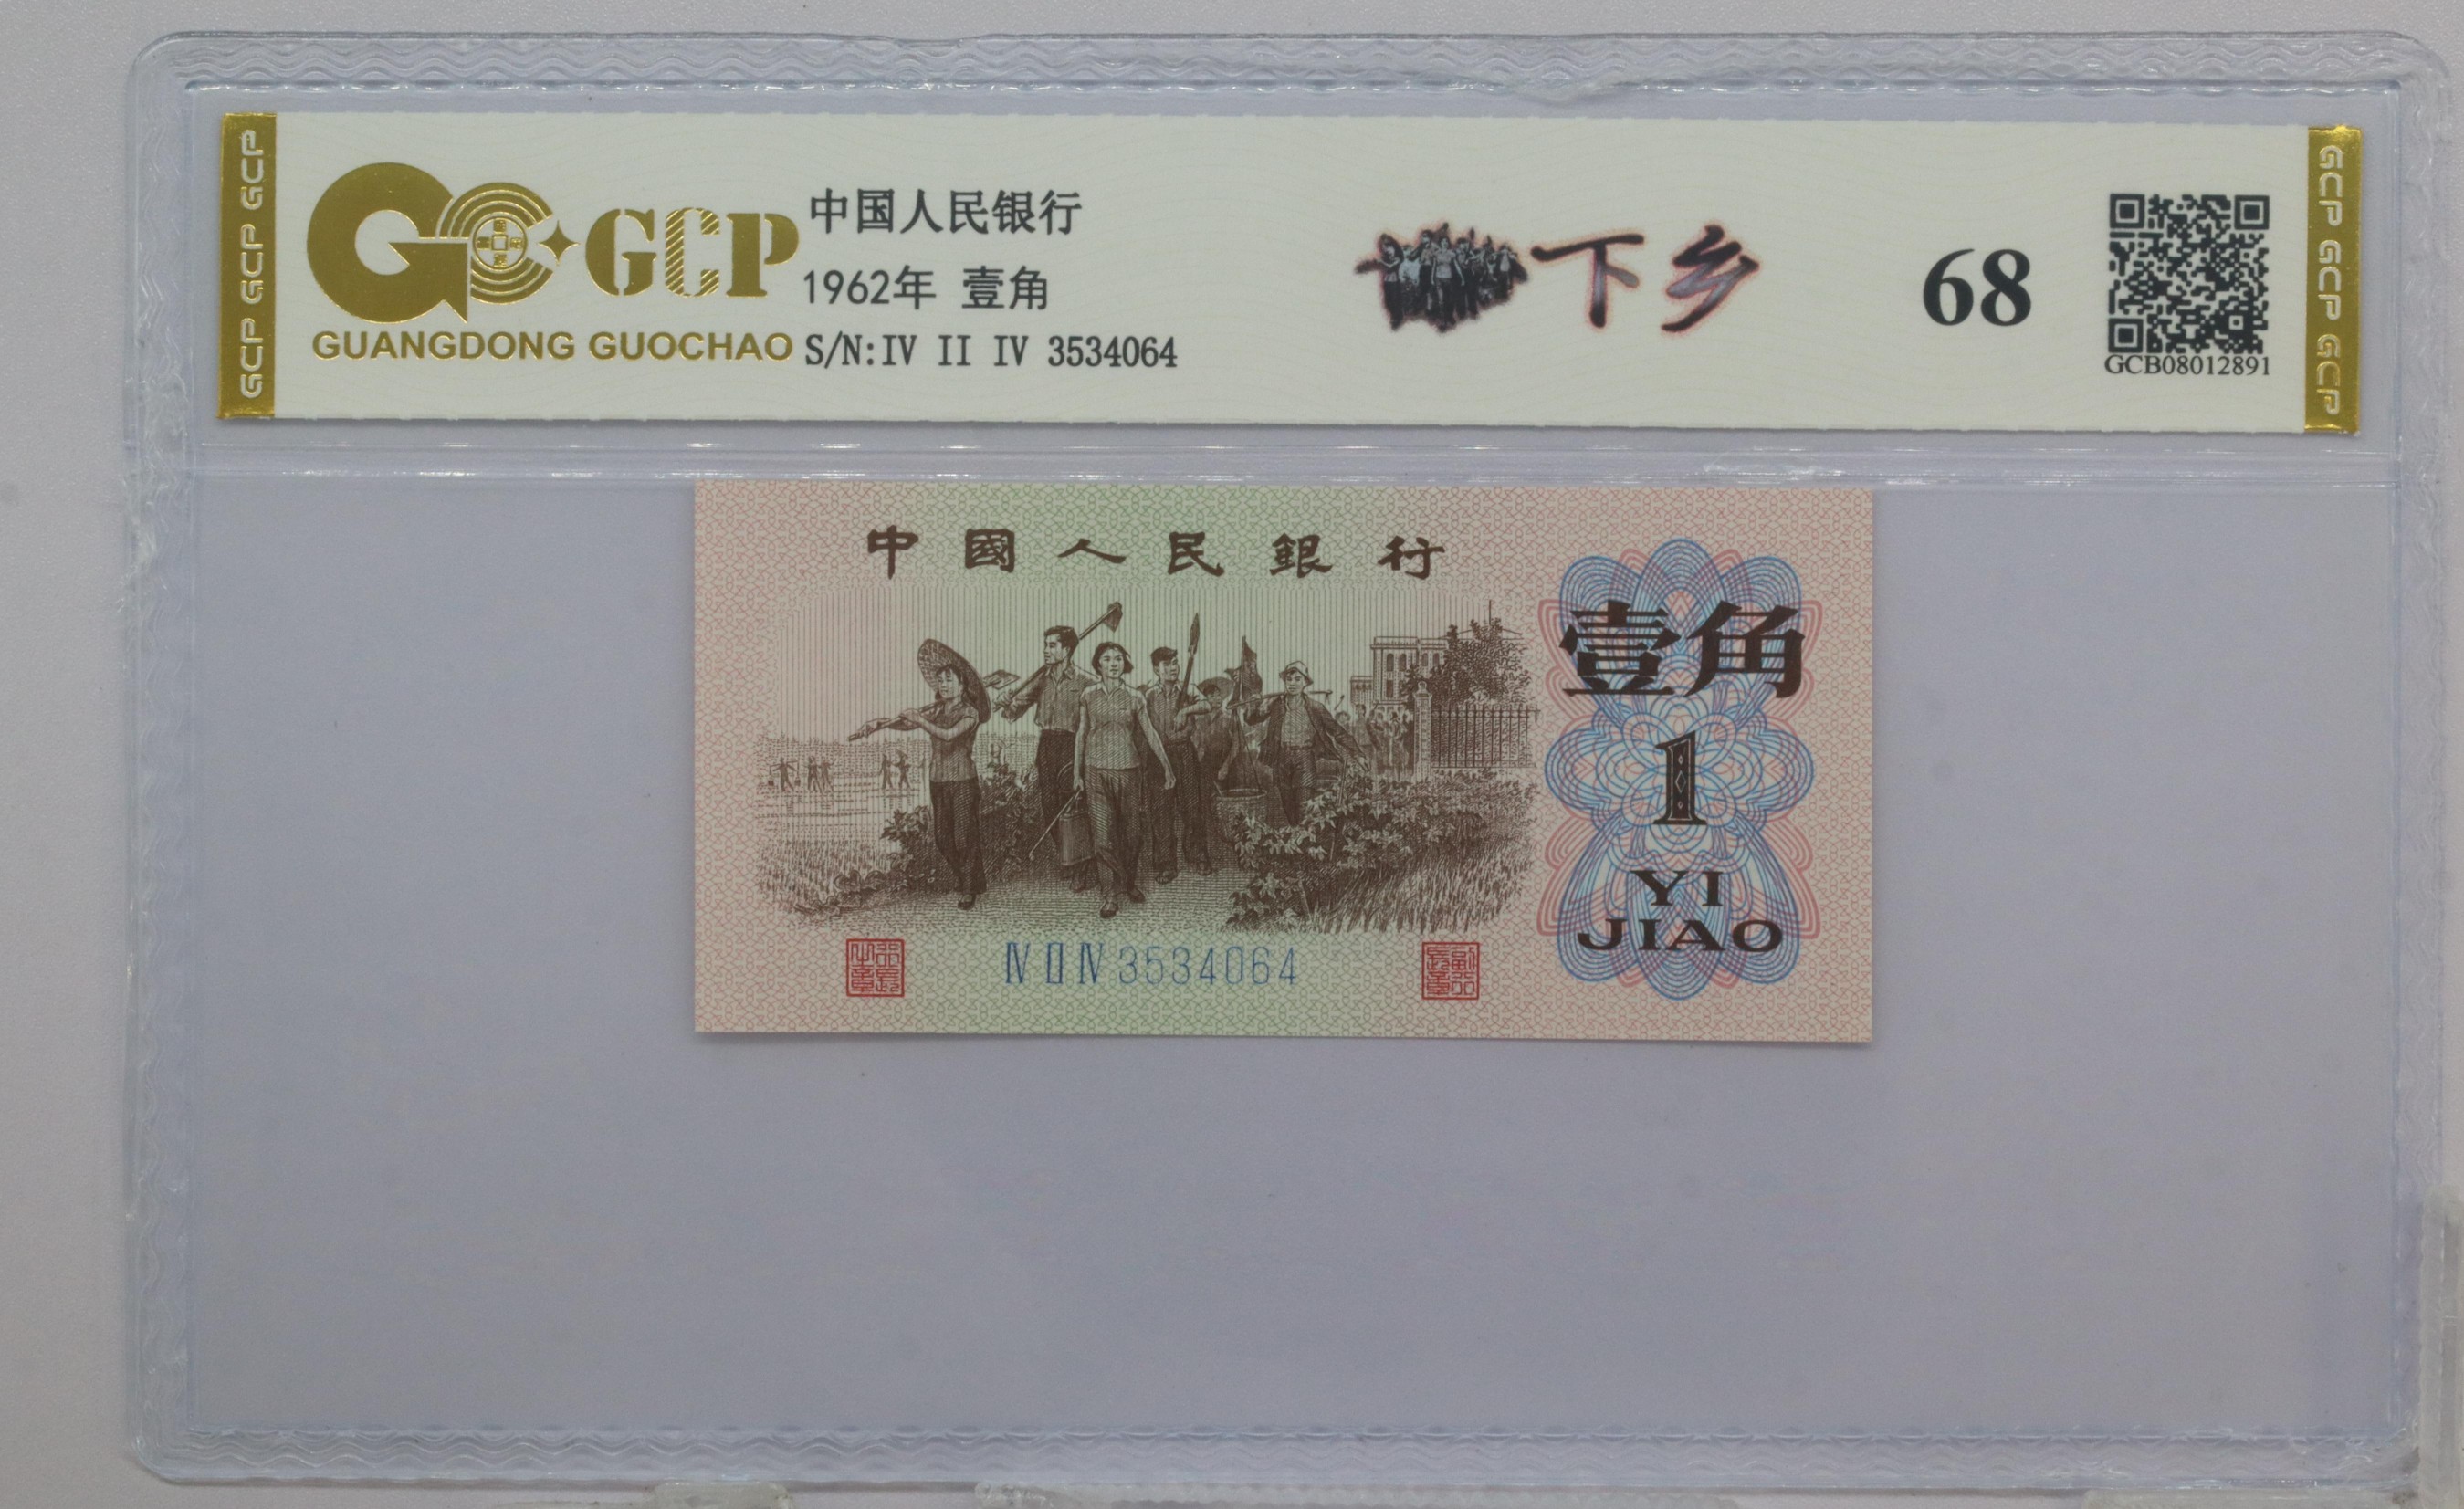 GCP GCP GCP
GCP
GUANGDONG GUOCHAO
中国人民银行
1962年 壹角
S/N:IV II IV 3534064
下乡
68
GCB08012891
GCP GCP GCP GCP
中國人民銀行
壹角
1
YI
JIAO
Ⅳ Ⅱ Ⅳ 3534064